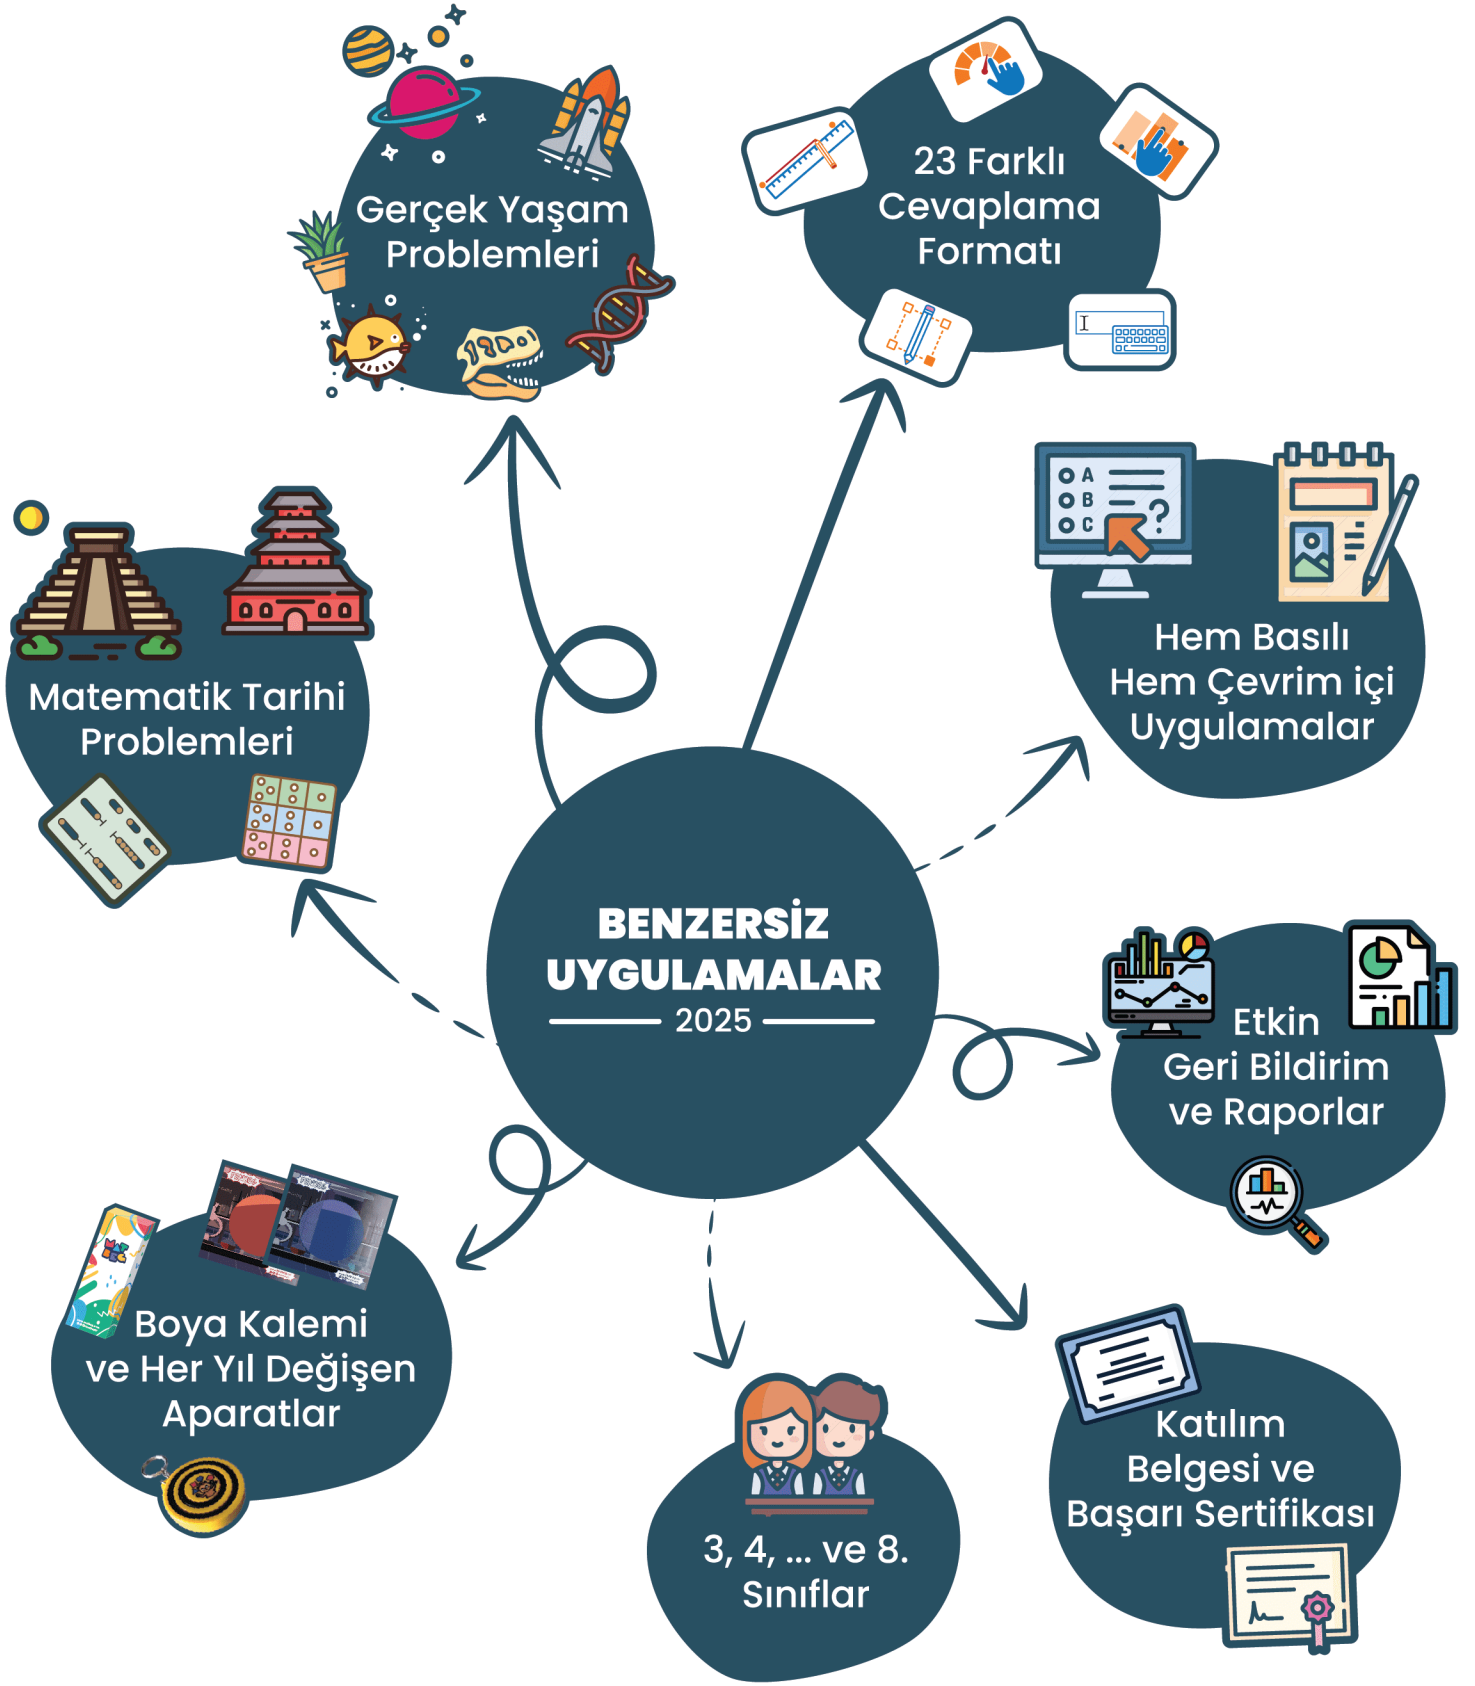 Gerçek Yaşam
Problemleri
23 Farklı
Cevaplama
Formatı
A
B
C
?
Hem Basılı
Hem Çevrim içi
Uygulamalar
Matematik Tarihi
Problemleri
BENZERSİZ
UYGULAMALAR
2025
Etkin
Geri Bildirim
ve Raporlar
Boya Kalemi
ve Her Yıl Değişen
Aparatlar
3, 4, ... ve 8.
Sınıflar
Katılım
Belgesi ve
Başarı Sertifikası